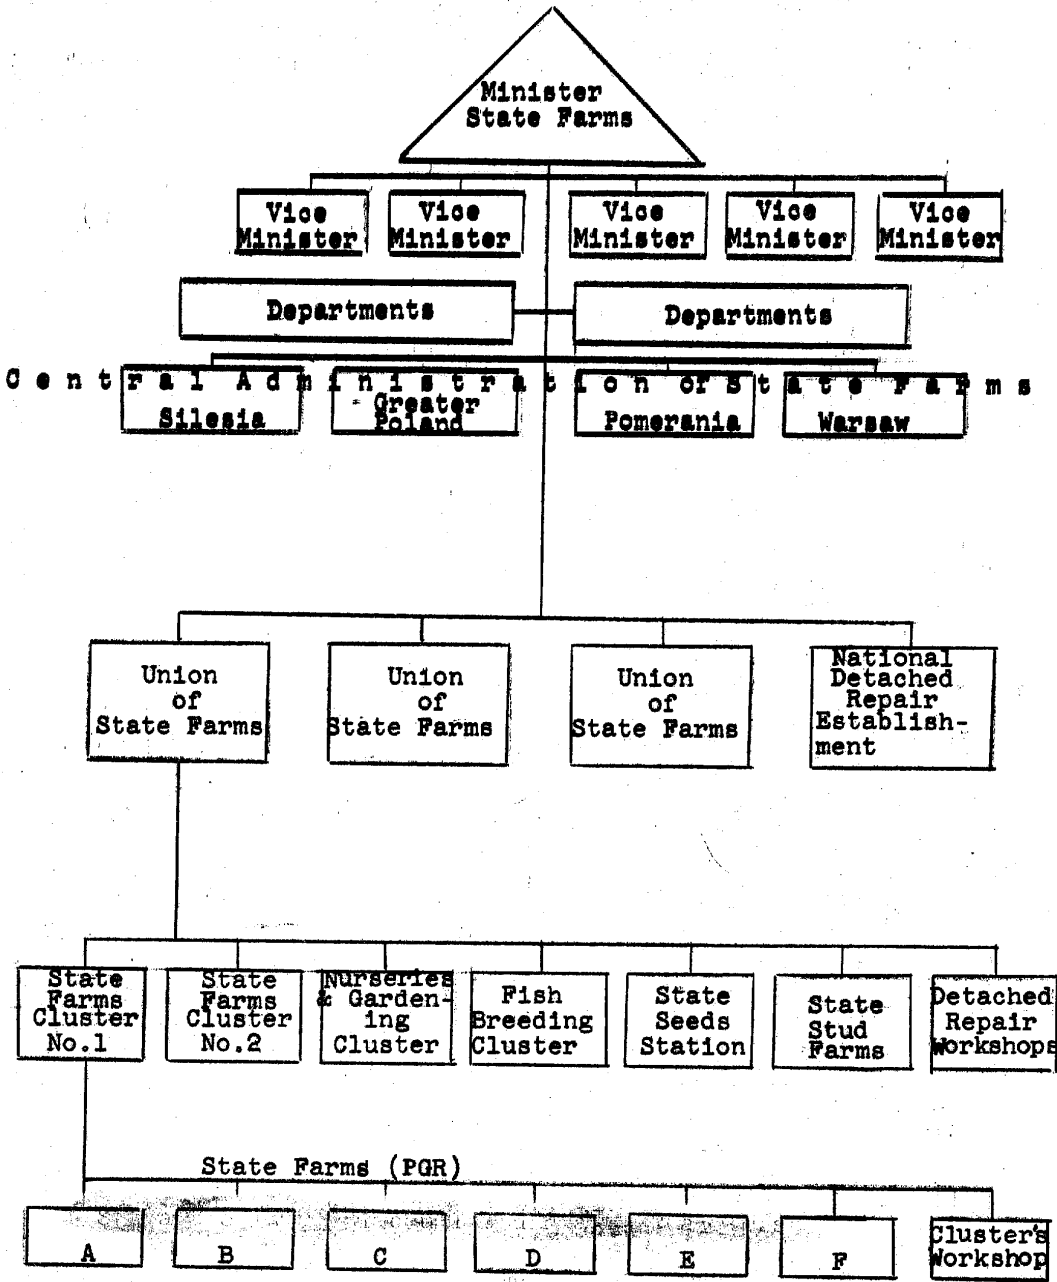 Minister
State Farms
Vice
Minister
Vice
Minister
Vice
Minister
Vice
Minister
Vice
Minister
Departments
Departments
Central Administration of State Farms
Silesia
Greater
Poland
Pomerania
Warsaw
Union
of
State Farms
Union
of
State Farms
Union
of
State Farms
National
Detached
Repair
Establish-
ment
State
Farms
Cluster
No.1
State
Farms
Cluster
No.2
Nurseries
& Garden-
ing
Cluster
Fish
Breeding
Cluster
State
Seeds
Station
State
Stud
Farms
Detached
Repair
Workshops
State Farms (PGR)
A
B
C
D
E
F
Cluster's
Workshop